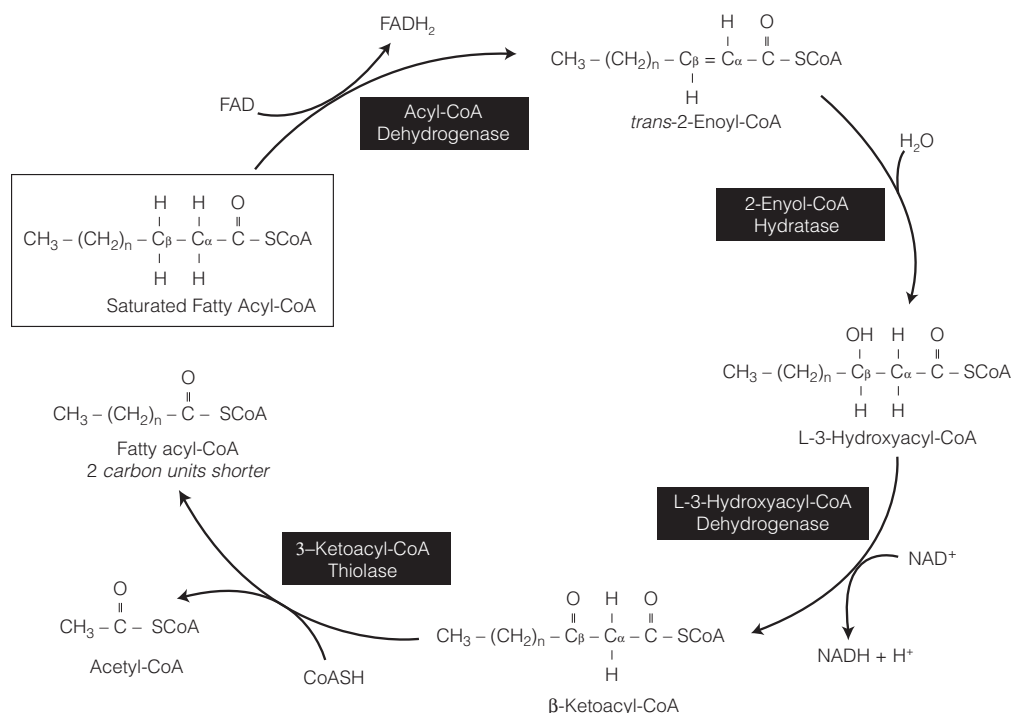 FADH₂
FAD
Acyl-CoA
Dehydrogenase
H O
CH₃ – (CH₂)ₙ – Cβ = Cα – C – SCoA
H
trans-2-Enoyl-CoA
H₂O
2-Enyol-CoA
Hydratase
H H O
CH₃ – (CH₂)ₙ – Cβ – Cα – C – SCoA
H H
Saturated Fatty Acyl-CoA
OH H O
CH₃ – (CH₂)ₙ – Cβ – Cα – C – SCoA
H H
L-3-Hydroxyacyl-CoA
L-3-Hydroxyacyl-CoA
Dehydrogenase
NAD⁺
NADH + H⁺
O H O
CH₃ – (CH₂)ₙ – C – Cα – C – SCoA
H
β-Ketoacyl-CoA
3–Ketoacyl-CoA
Thiolase
CoASH
O
CH₃ – (CH₂)ₙ – C – SCoA
Fatty acyl-CoA
2 carbon units shorter
O
CH₃ – C – SCoA
Acetyl-CoA